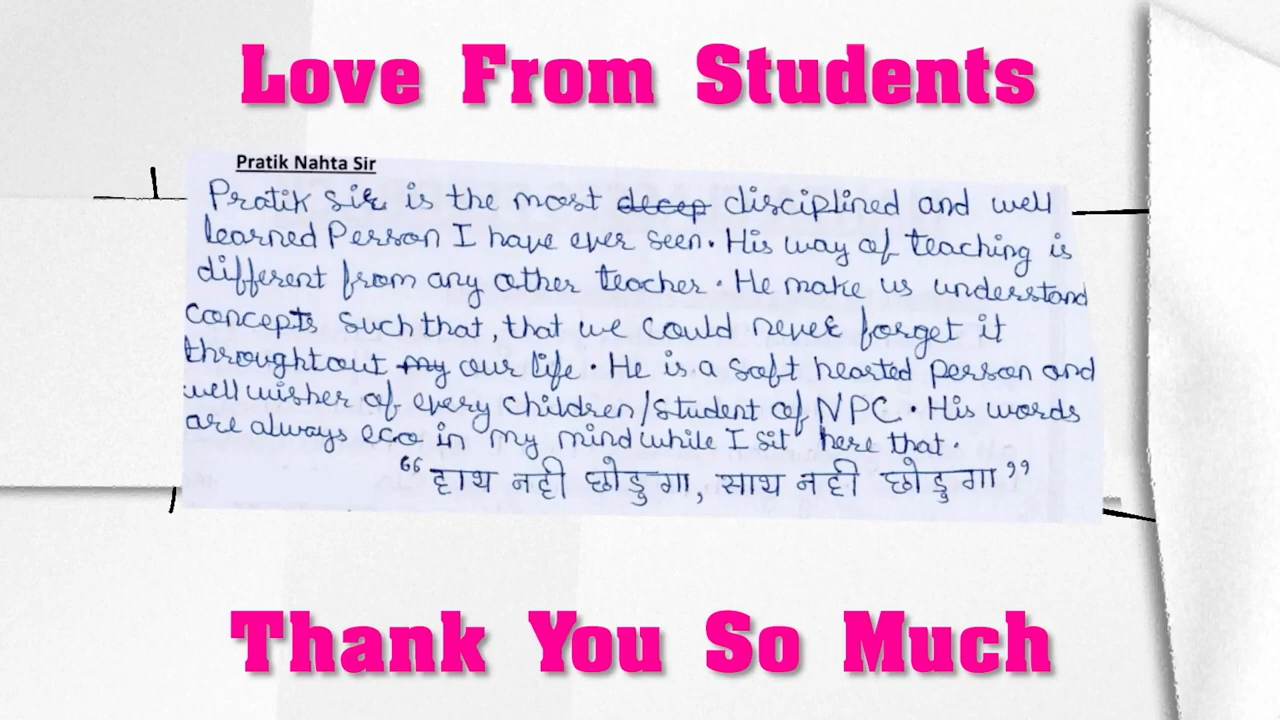 Love From Students
Pratik Nahta Sir
Pratik sir is the most deeep disciplined and well
learned Person I have ever seen. His way of teaching is
different from any other teacher. He make us understand
concepts such that, that we could never forget it
throughtout my our life. He is a soft hearted person and
well wisher of every children/student of NPC. His words
are always eco in my mind while I sit here that.
“हाथ नही छोडुगा, साथ नही छोडुगा”
Thank You So Much